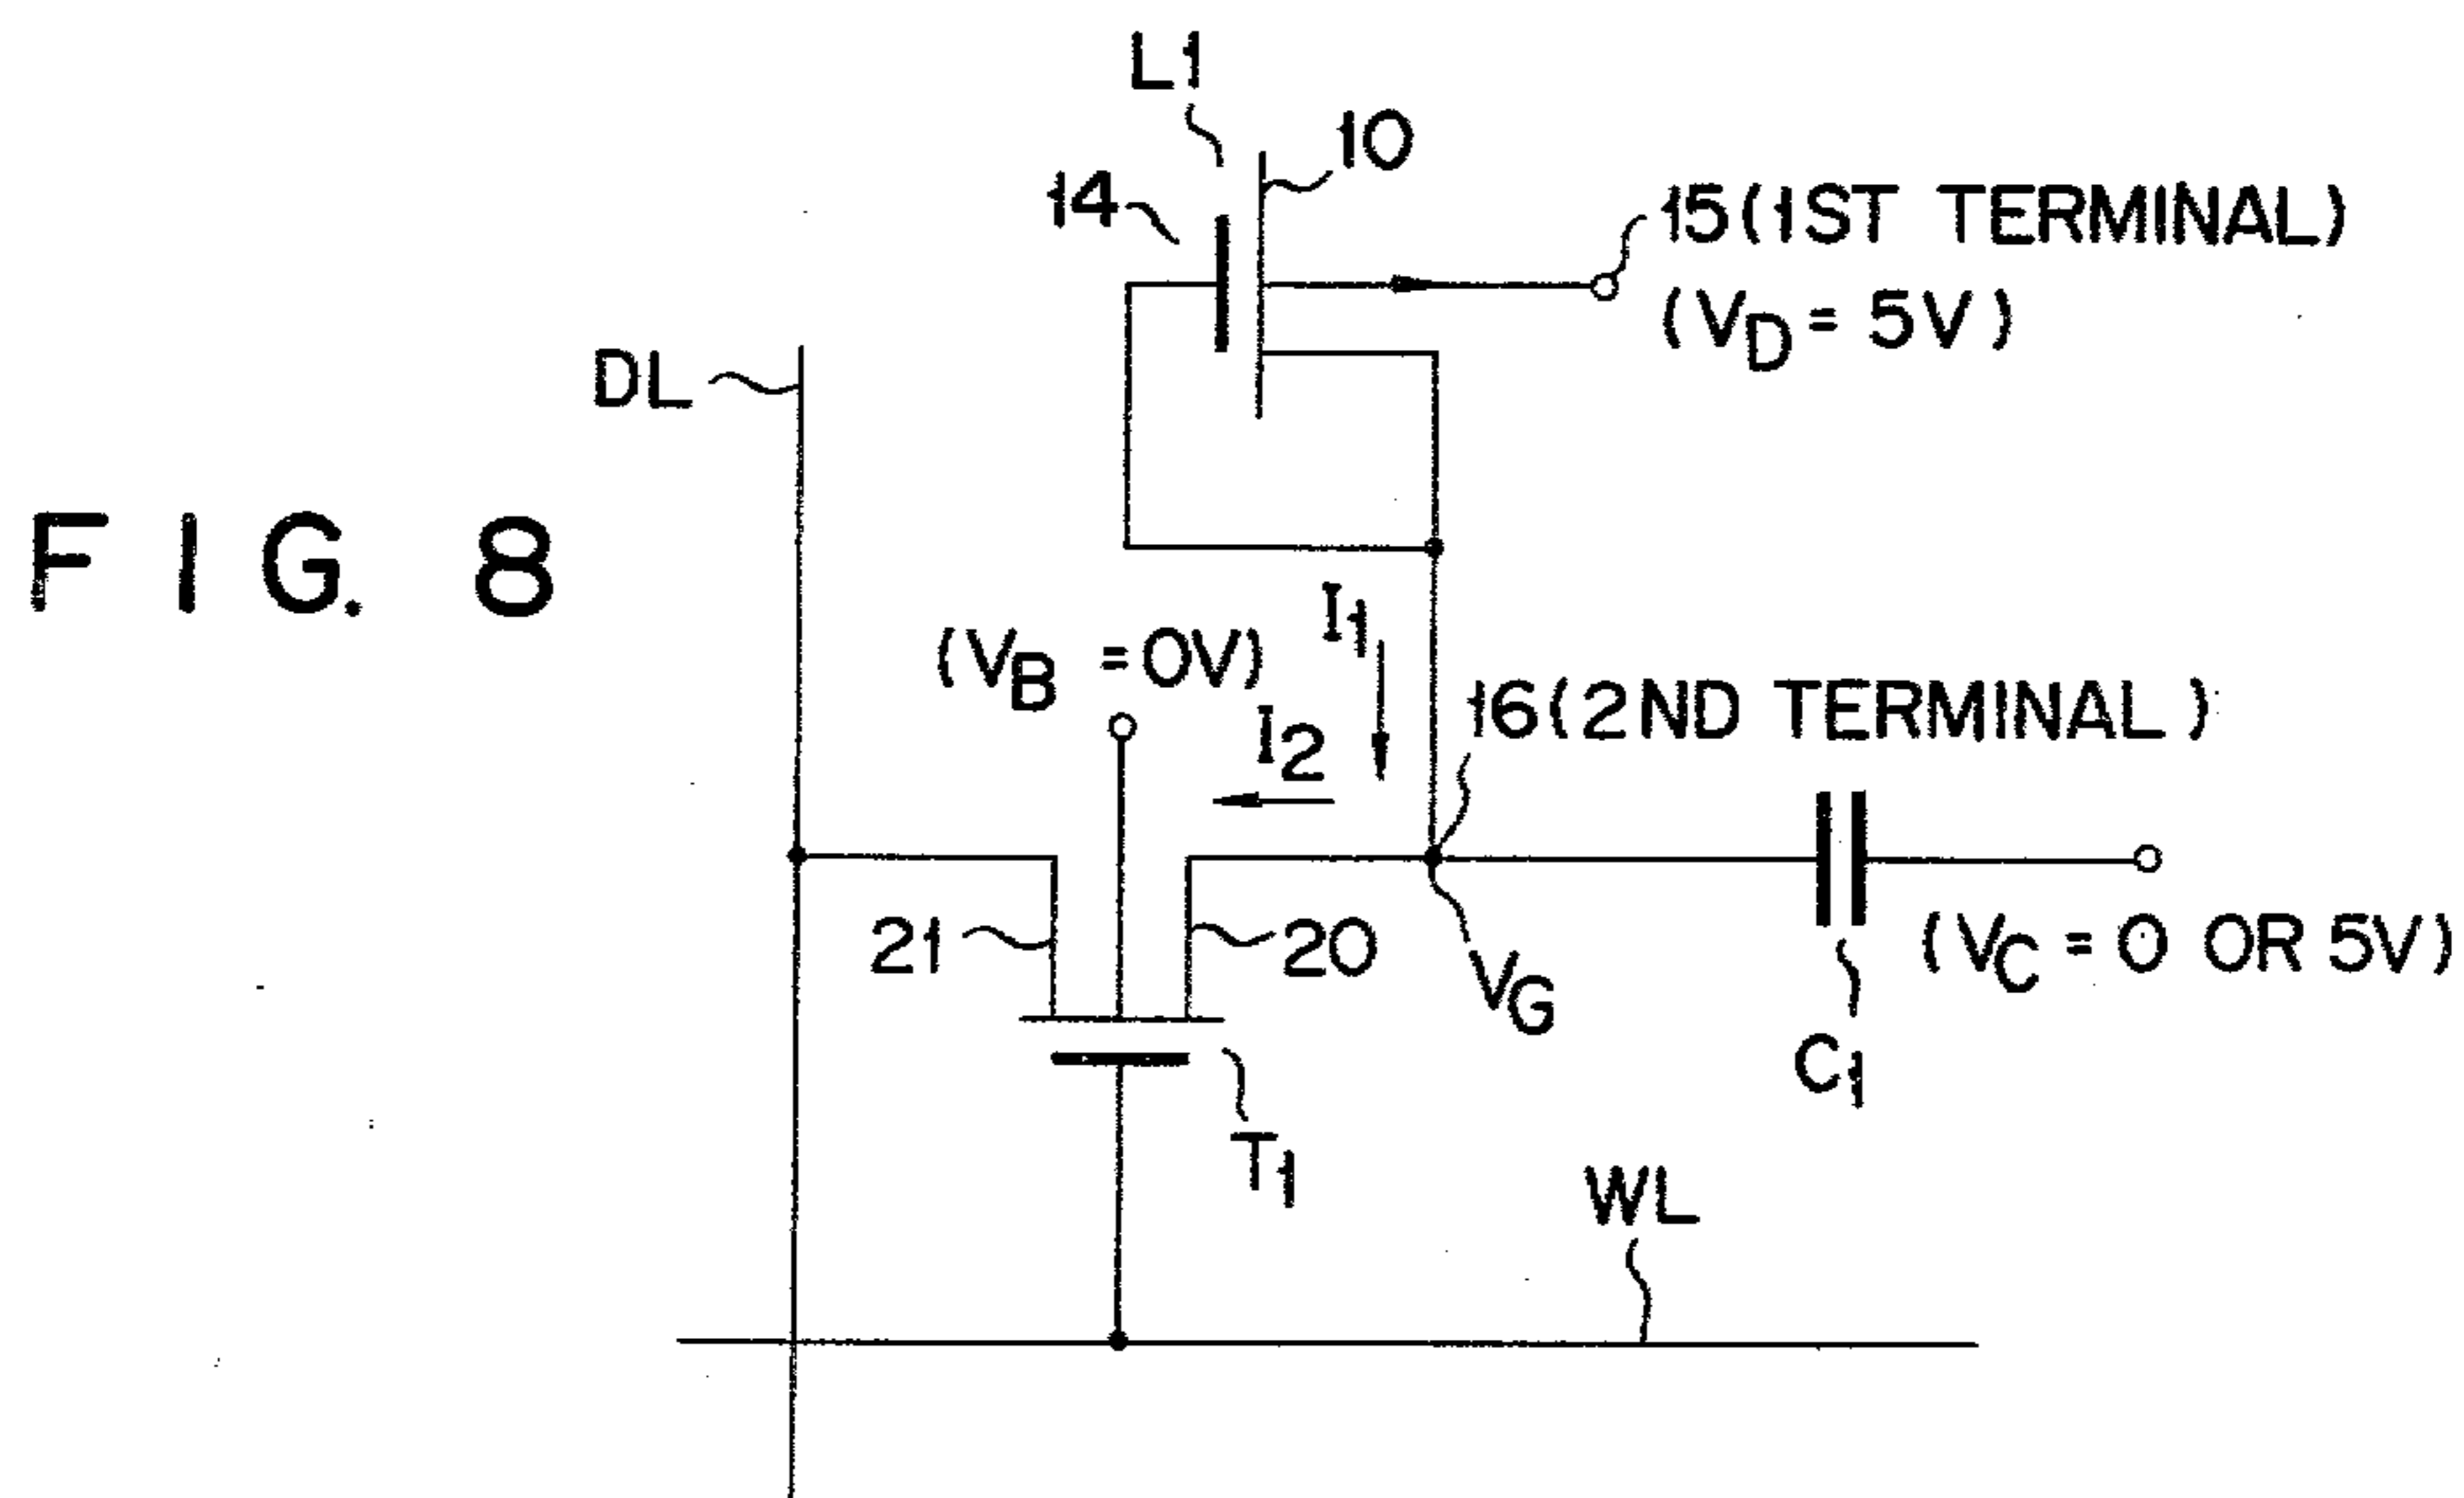 L1
10
14
15(1ST TERMINAL)
(VD = 5V)
DL
FIG. 8
I1
(VB = 0V)
I2
16(2ND TERMINAL)
21
20
VG
(VC = 0 OR 5V)
C1
T1
WL